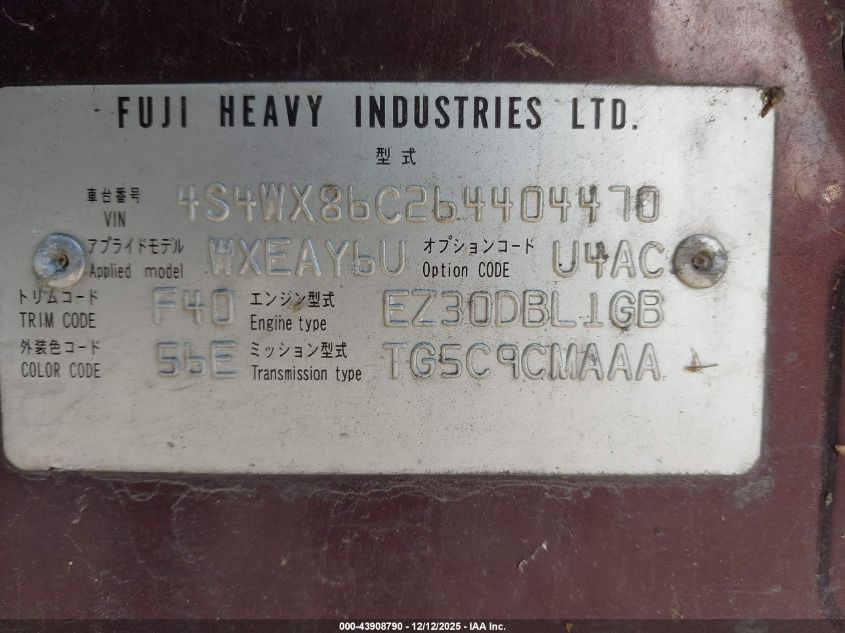 FUJI HEAVY INDUSTRIES LTD.
型式
車台番号 VIN 4S4WX86C264404470
アプライドモデル Applied model WXEAY6U オプションコード Option CODE U4AC
トリムコード TRIM CODE F40 エンジン型式 Engine type EZ30DBL1GB
外装色コード COLOR CODE 56E ミッション型式 Transmission type TG5C9CMAAA
000-43908790 - 12/12/2025 - IAA Inc.